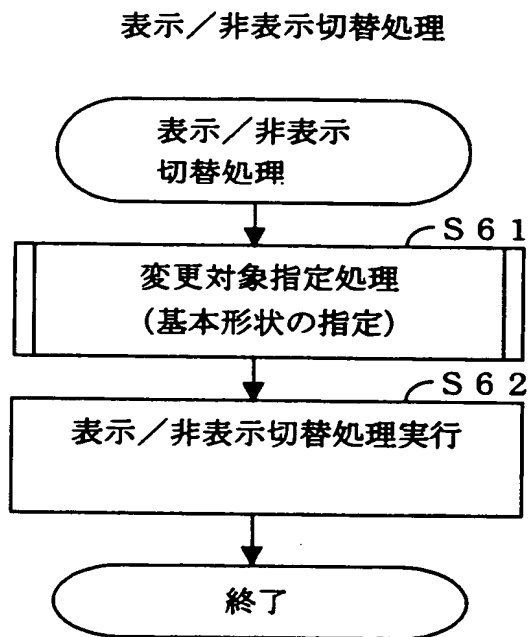 表示／非表示切替処理
表示／非表示
切替処理
S61
変更対象指定処理
(基本形状の指定)
S62
表示／非表示切替処理実行
終了